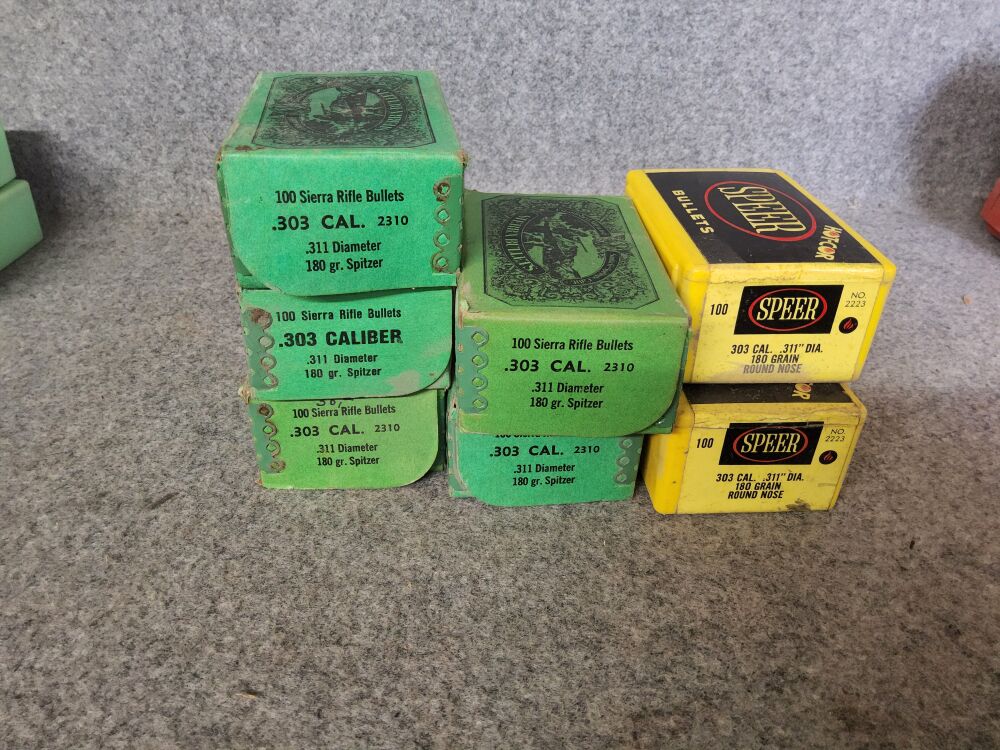 100 Sierra Rifle Bullets
.303 CAL. 2310
.311 Diameter
180 gr. Spitzer
100 Sierra Rifle Bullets
.303 CALIBER
.311 Diameter
180 gr. Spitzer
100 Sierra Rifle Bullets
.303 CAL. 2310
.311 Diameter
180 gr. Spitzer
100 Sierra Rifle Bullets
.303 CAL. 2310
.311 Diameter
180 gr. Spitzer
.303 CAL. 2310
.311 Diameter
180 gr. Spitzer
SPEER
BULLETS
HOT-COR
100
SPEER
NO.
2223
303 CAL. .311" DIA.
180 GRAIN
ROUND NOSE
100
SPEER
NO.
2223
303 CAL. .311" DIA.
180 GRAIN
ROUND NOSE